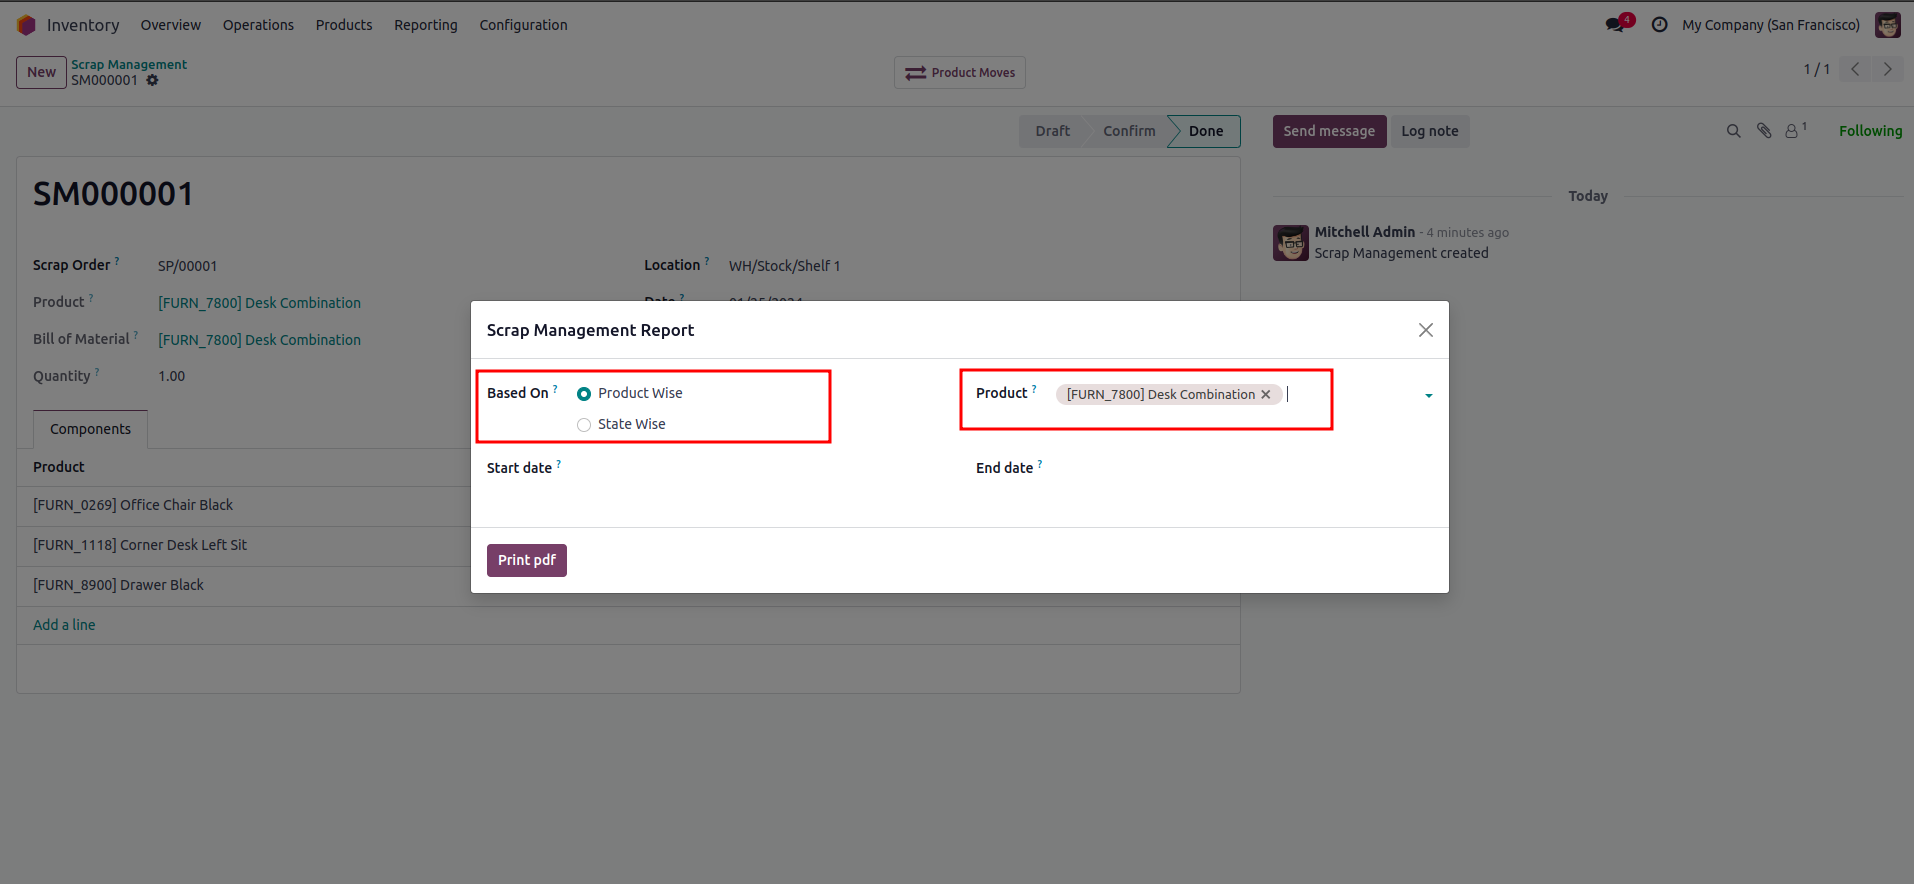 Inventory Overview Operations Products Reporting Configuration
4 My Company (San Francisco)
New
Scrap Management
SM000001
Product Moves
1 / 1
Draft Confirm Done
Send message Log note
1 Following
SM000001
Today
Mitchell Admin - 4 minutes ago
Scrap Management created
Scrap Order ? SP/00001
Location ? WH/Stock/Shelf 1
Product ? [FURN_7800] Desk Combination
Date ? 01/25/2024
Bill of Material ? [FURN_7800] Desk Combination
Quantity ? 1.00
Components
Product
[FURN_0269] Office Chair Black
[FURN_1118] Corner Desk Left Sit
[FURN_8900] Drawer Black
Add a line
Scrap Management Report
Based On ? Product Wise
State Wise
Product ? [FURN_7800] Desk Combination
Start date ?
End date ?
Print pdf